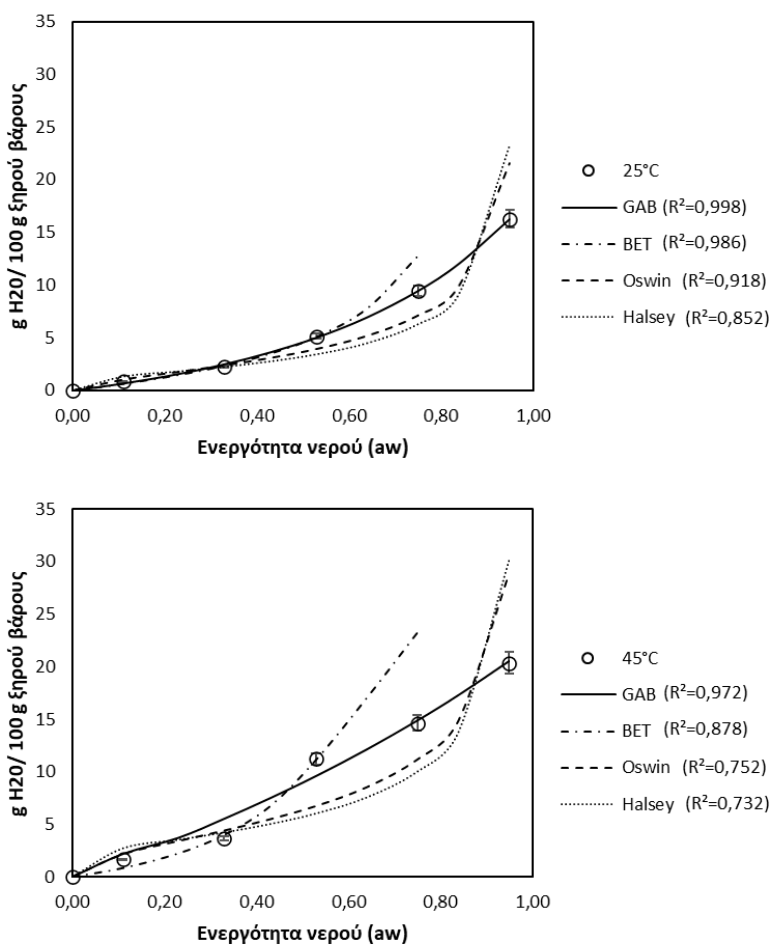 g H20/ 100 g ξηρού βάρους
35
30
25
20
15
10
5
0
0,00 0,20 0,40 0,60 0,80 1,00
Ενεργότητα νερού (aw)
25°C
GAB (R²=0,998)
BET (R²=0,986)
Oswin (R²=0,918)
Halsey (R²=0,852)
g H20/ 100 g ξηρού βάρους
35
30
25
20
15
10
5
0
0,00 0,20 0,40 0,60 0,80 1,00
Ενεργότητα νερού (aw)
45°C
GAB (R²=0,972)
BET (R²=0,878)
Oswin (R²=0,752)
Halsey (R²=0,732)